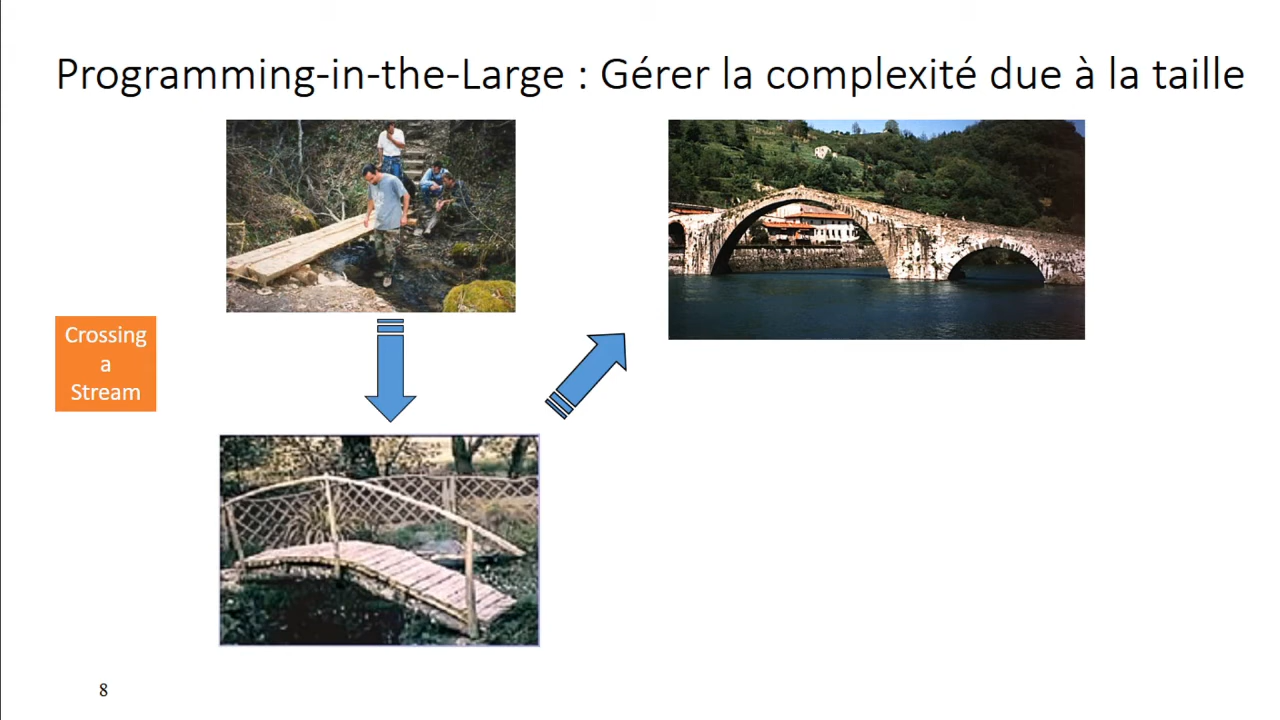 Programming-in-the-Large : Gérer la complexité due à la taille
Crossing
a
Stream
8